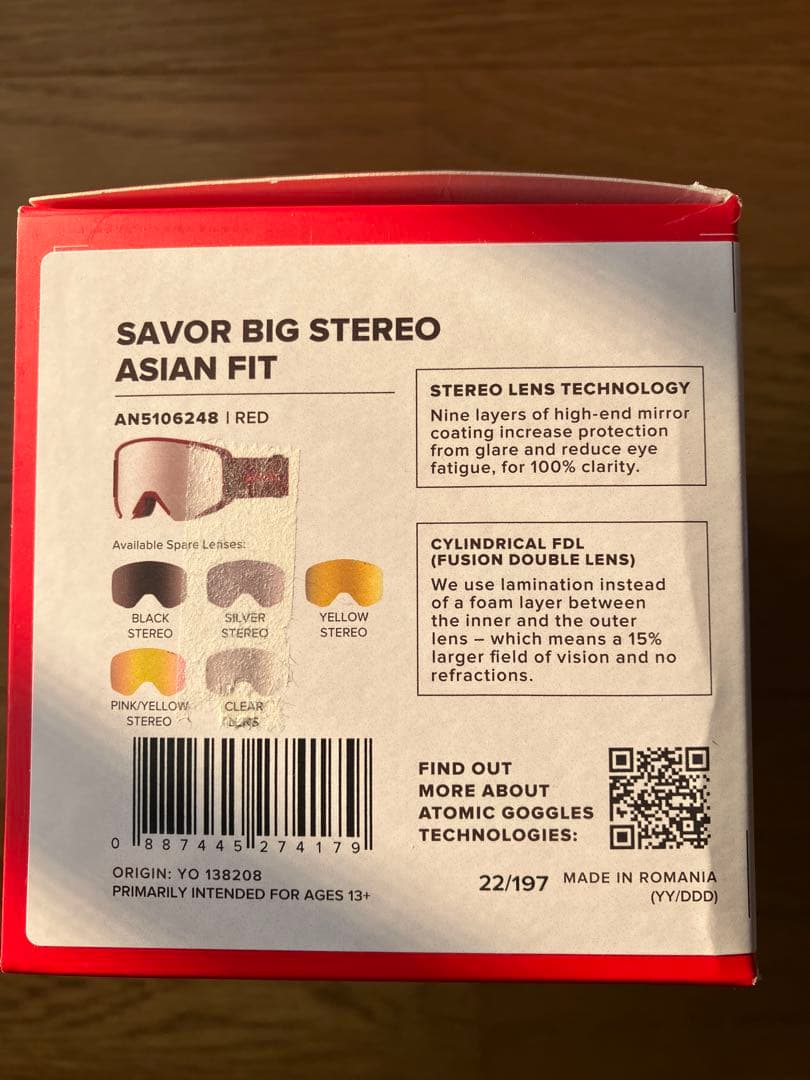 SAVOR BIG STEREO
ASIAN FIT
AN5106248 | RED
Available Spare Lenses:
BLACK
STEREO
SILVER
STEREO
YELLOW
STEREO
PINK/YELLOW
STEREO
CLEAR
LENS
0 887445 274179
ORIGIN: YO 138208
PRIMARILY INTENDED FOR AGES 13+
STEREO LENS TECHNOLOGY
Nine layers of high-end mirror
coating increase protection
from glare and reduce eye
fatigue, for 100% clarity.
CYLINDRICAL FDL
(FUSION DOUBLE LENS)
We use lamination instead
of a foam layer between
the inner and the outer
lens – which means a 15%
larger field of vision and no
refractions.
FIND OUT
MORE ABOUT
ATOMIC GOGGLES
TECHNOLOGIES:
22/197 MADE IN ROMANIA
(YY/DDD)